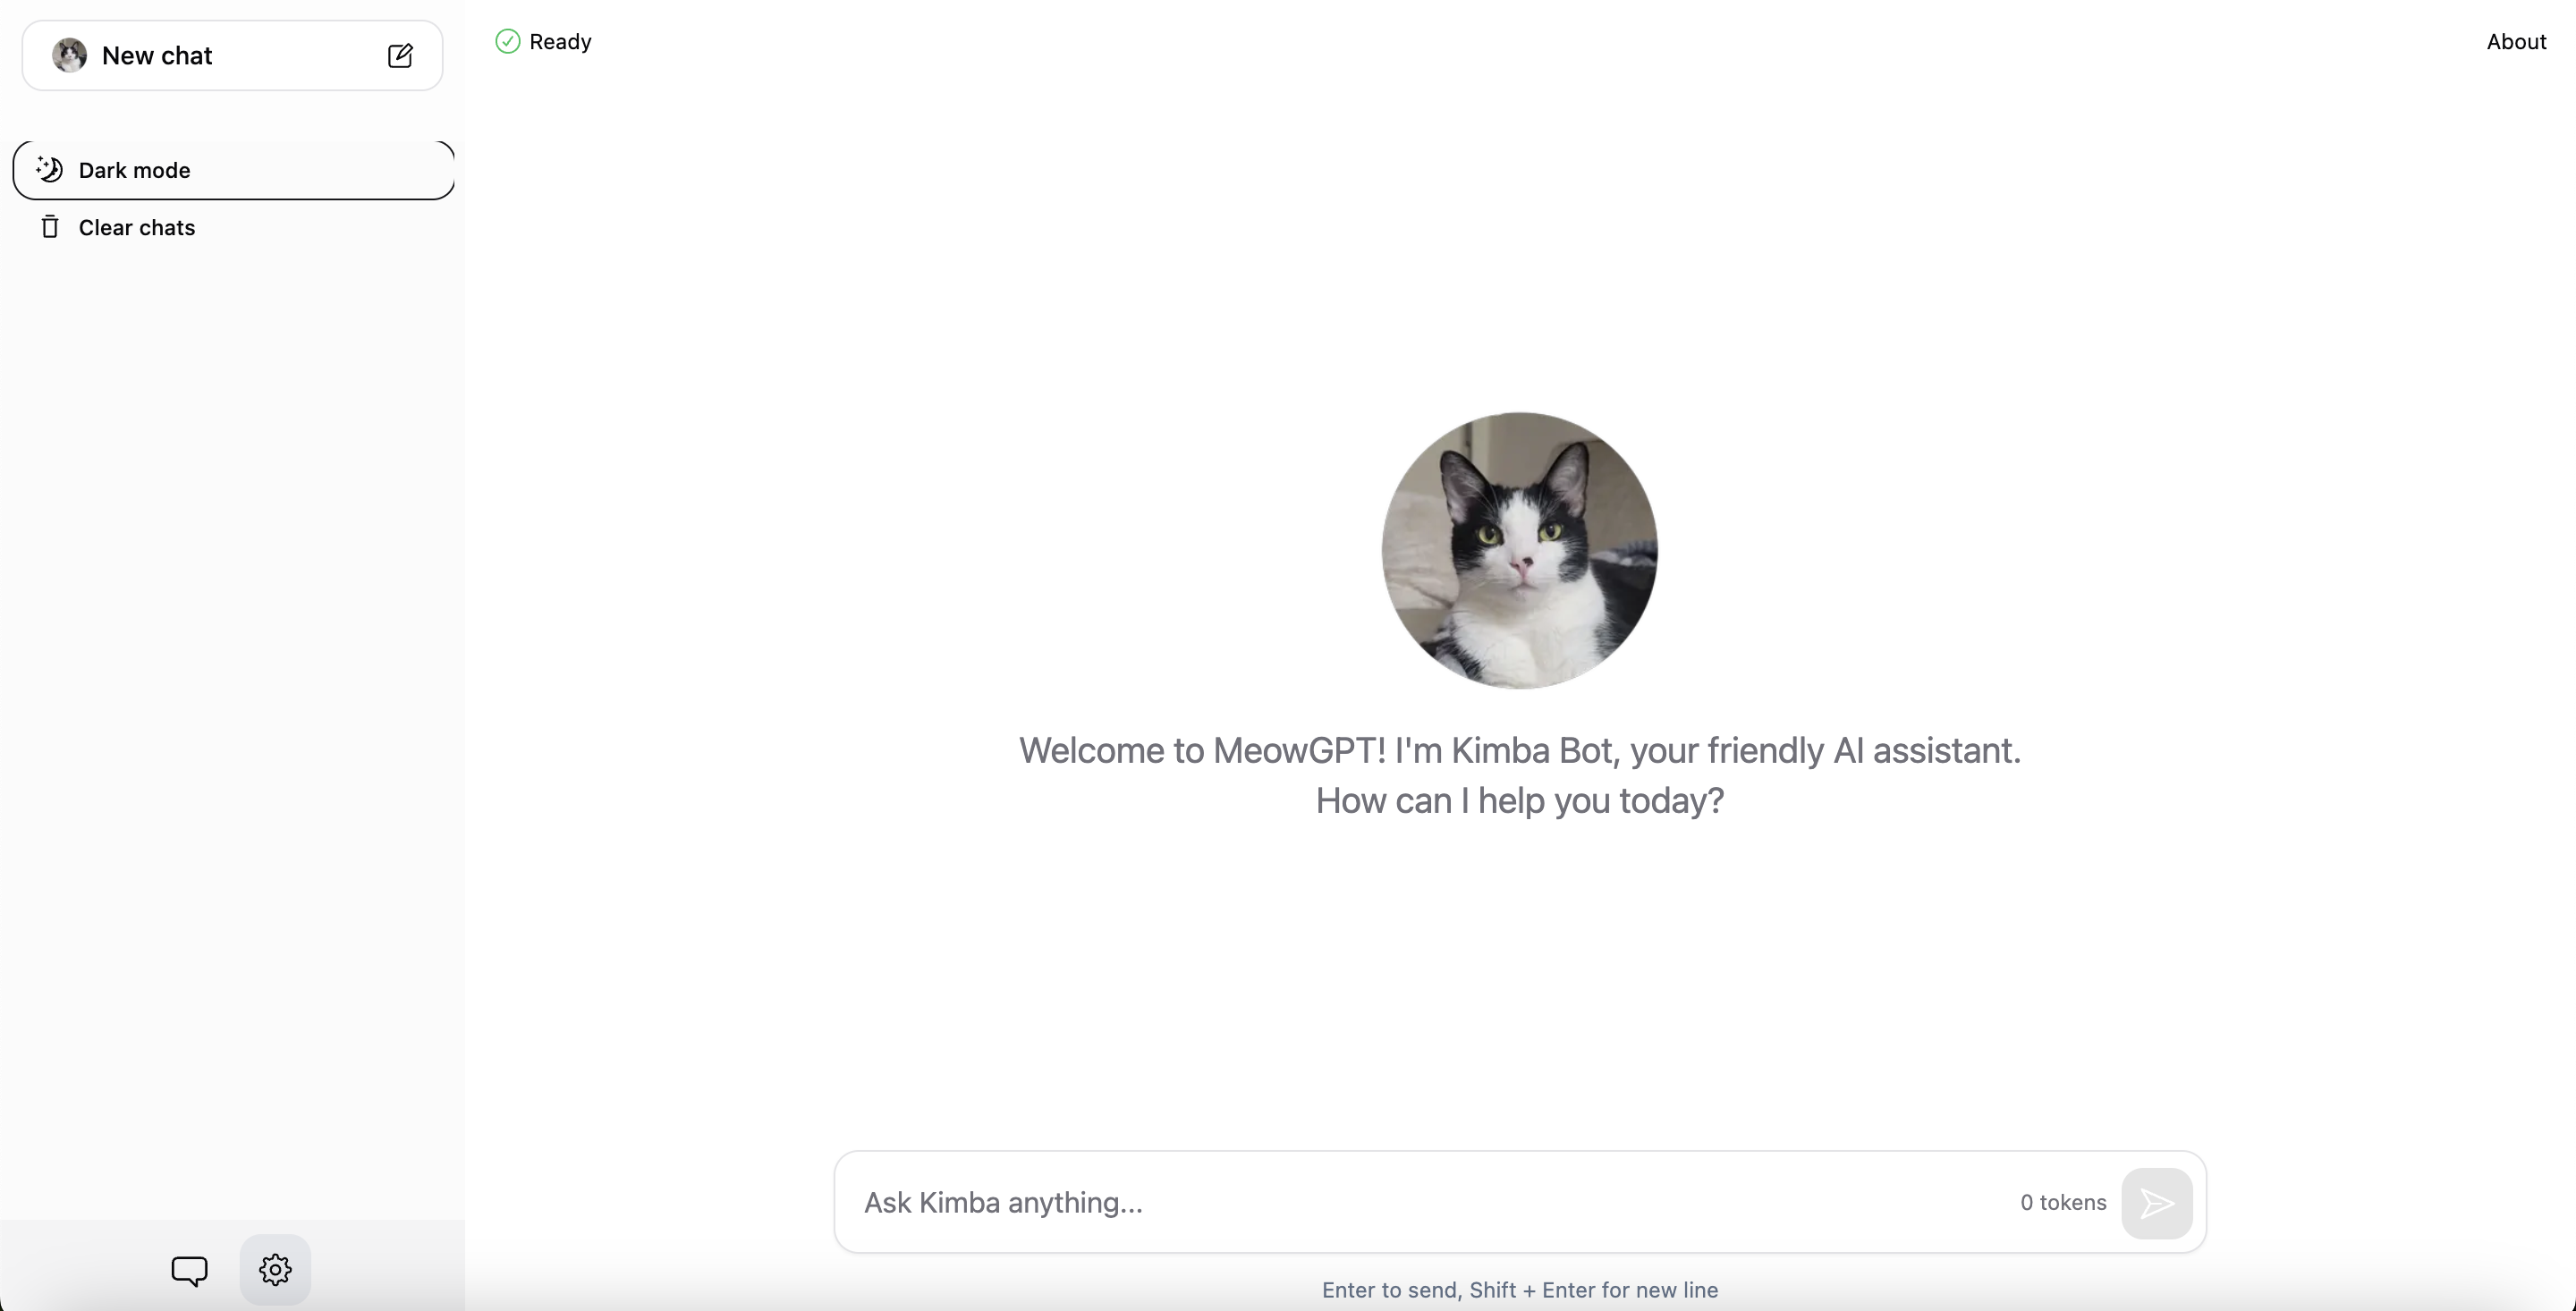 New chat
Ready
About
Dark mode
Clear chats
Welcome to MeowGPT! I'm Kimba Bot, your friendly AI assistant.
How can I help you today?
Ask Kimba anything...
0 tokens
Enter to send, Shift + Enter for new line